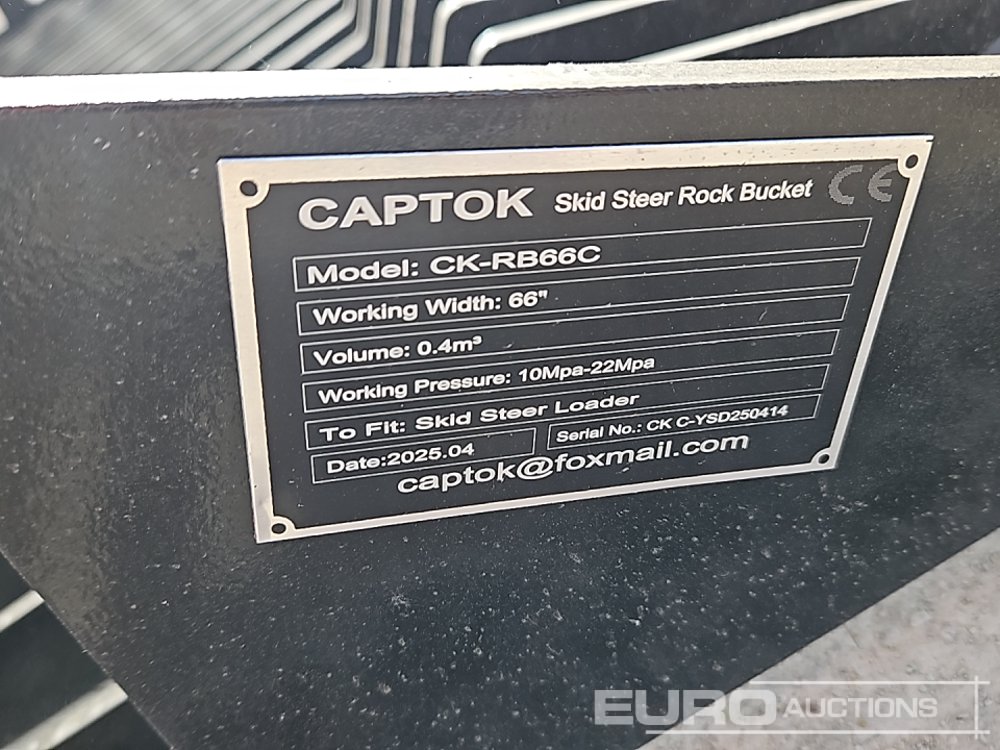 CAPTOK Skid Steer Rock Bucket CE
Model: CK-RB66C
Working Width: 66"
Volume: 0.4m³
Working Pressure: 10Mpa-22Mpa
To Fit: Skid Steer Loader
Date:2025.04 Serial No.: CK C-YSD250414
captok@foxmail.com
EURO AUCTIONS